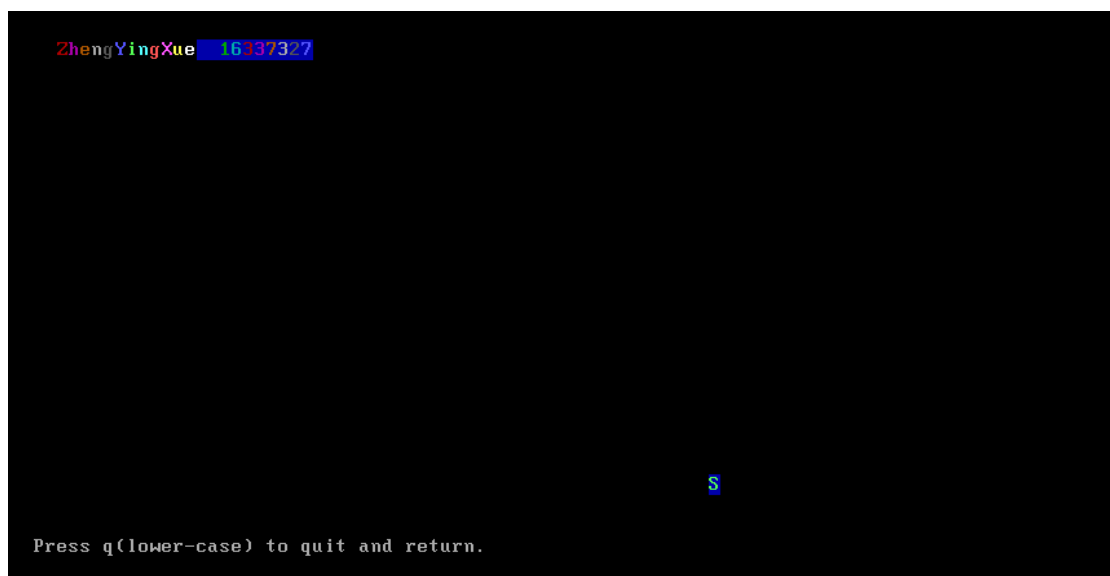 ZhengYingXue  16337327
S
Press q(lower-case) to quit and return.